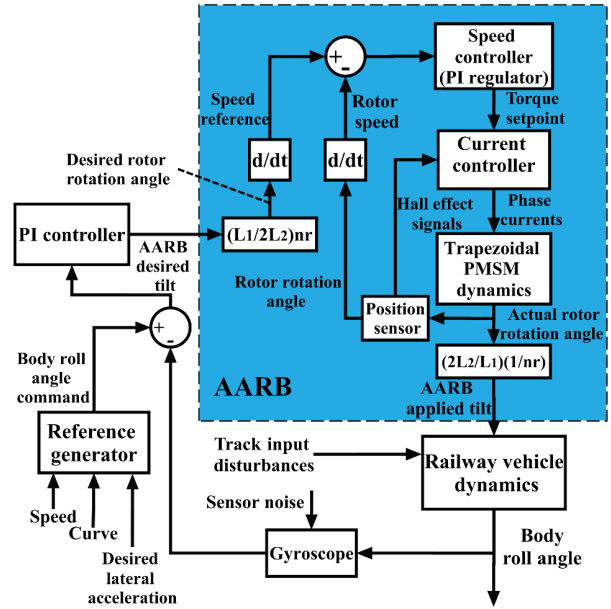 Speed
controller
(PI regulator)
+
-
Speed
reference
Rotor
speed
Torque
setpoint
d/dt
d/dt
Current
controller
Desired rotor
rotation angle
Hall effect
signals
Phase
currents
PI controller
(L1/2L2)nr
AARB
desired
tilt
Trapezoidal
PMSM
dynamics
Rotor rotation
angle
Position
sensor
Actual rotor
rotation angle
+
-
(2L2/L1)(1/nr)
Body roll
angle
command
AARB
AARB
applied tilt
Reference
generator
Track input
disturbances
Railway vehicle
dynamics
Speed
Curve
Desired
lateral
acceleration
Sensor noise
Gyroscope
Body
roll angle